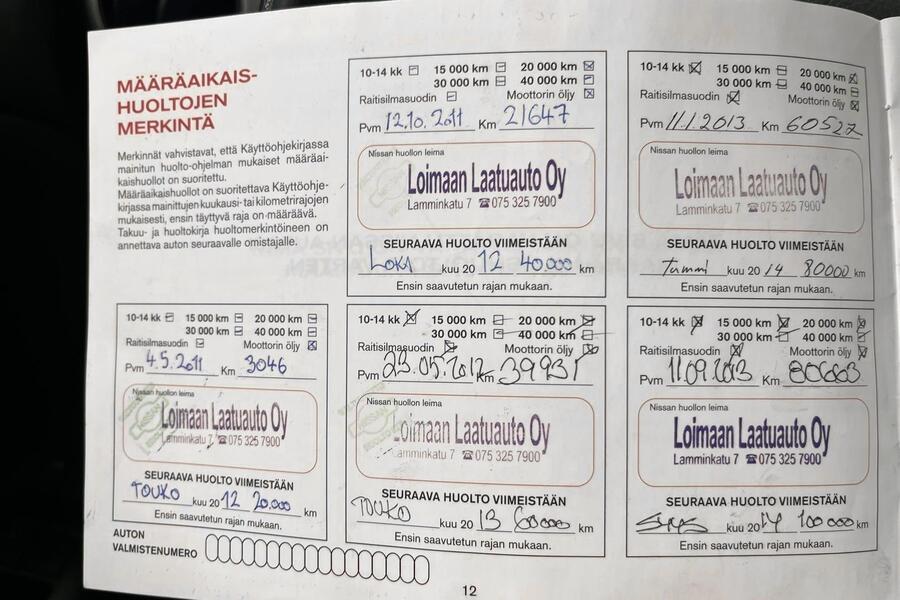 MÄÄRÄAIKAIS-
HUOLTOJEN
MERKINTÄ
Merkinnät vahvistavat, että Käyttöohjekirjassa
mainitun huolto-ohjelman mukaiset määräai-
kaishuollot on suoritettu.
Määräaikaishuollot on suoritettava Käyttöohje-
kirjassa mainittujen kuukausi- tai kilometrirajojen
mukaisesti, ensin täyttyvä raja on määräävä.
Takuu- ja huoltokirja huoltomerkintöineen on
annettava auton seuraavalle omistajalle.
10-14 kk 15 000 km 20 000 km
30 000 km 40 000 km
Raitisilmasuodin Moottorin öljy
Pvm 4.5.2011 Km 3046
Nissan huollon leima
Loimaan Laatuauto Oy
Lamminkatu 7 ☎075 325 7900
SEURAAVA HUOLTO VIIMEISTÄÄN
TOUKO kuu 20 12 20.000 km
Ensin saavutetun rajan mukaan.
AUTON
VALMISTENUMERO
10-14 kk 15 000 km 20 000 km
30 000 km 40 000 km
Raitisilmasuodin Moottorin öljy
Pvm 12.10.2011 Km 21647
Nissan huollon leima
Loimaan Laatuauto Oy
Lamminkatu 7 ☎075 325 7900
SEURAAVA HUOLTO VIIMEISTÄÄN
LOKA kuu 20 12 40.000 km
Ensin saavutetun rajan mukaan.
10-14 kk 15 000 km 20 000 km
30 000 km 40 000 km
Raitisilmasuodin Moottorin öljy
Pvm 23.05.2012 Km 39931
Nissan huollon leima
Loimaan Laatuauto Oy
Lamminkatu 7 ☎075 325 7900
SEURAAVA HUOLTO VIIMEISTÄÄN
TOUKO kuu 20 13 60000 km
Ensin saavutetun rajan mukaan.
10-14 kk 15 000 km 20 000 km
30 000 km 40 000 km
Raitisilmasuodin Moottorin öljy
Pvm 11.1.2013 Km 60527
Nissan huollon leima
Loimaan Laatuauto Oy
Lamminkatu 7 ☎075 325 7900
SEURAAVA HUOLTO VIIMEISTÄÄN
Tammi kuu 20 14 80000 km
Ensin saavutetun rajan mukaan.
10-14 kk 15 000 km 20 000 km
30 000 km 40 000 km
Raitisilmasuodin Moottorin öljy
Pvm 11.09.2013 Km 80663
Nissan huollon leima
Loimaan Laatuauto Oy
Lamminkatu 7 ☎075 325 7900
SEURAAVA HUOLTO VIIMEISTÄÄN
Syys kuu 20 14 100 000 km
Ensin saavutetun rajan mukaan.
12